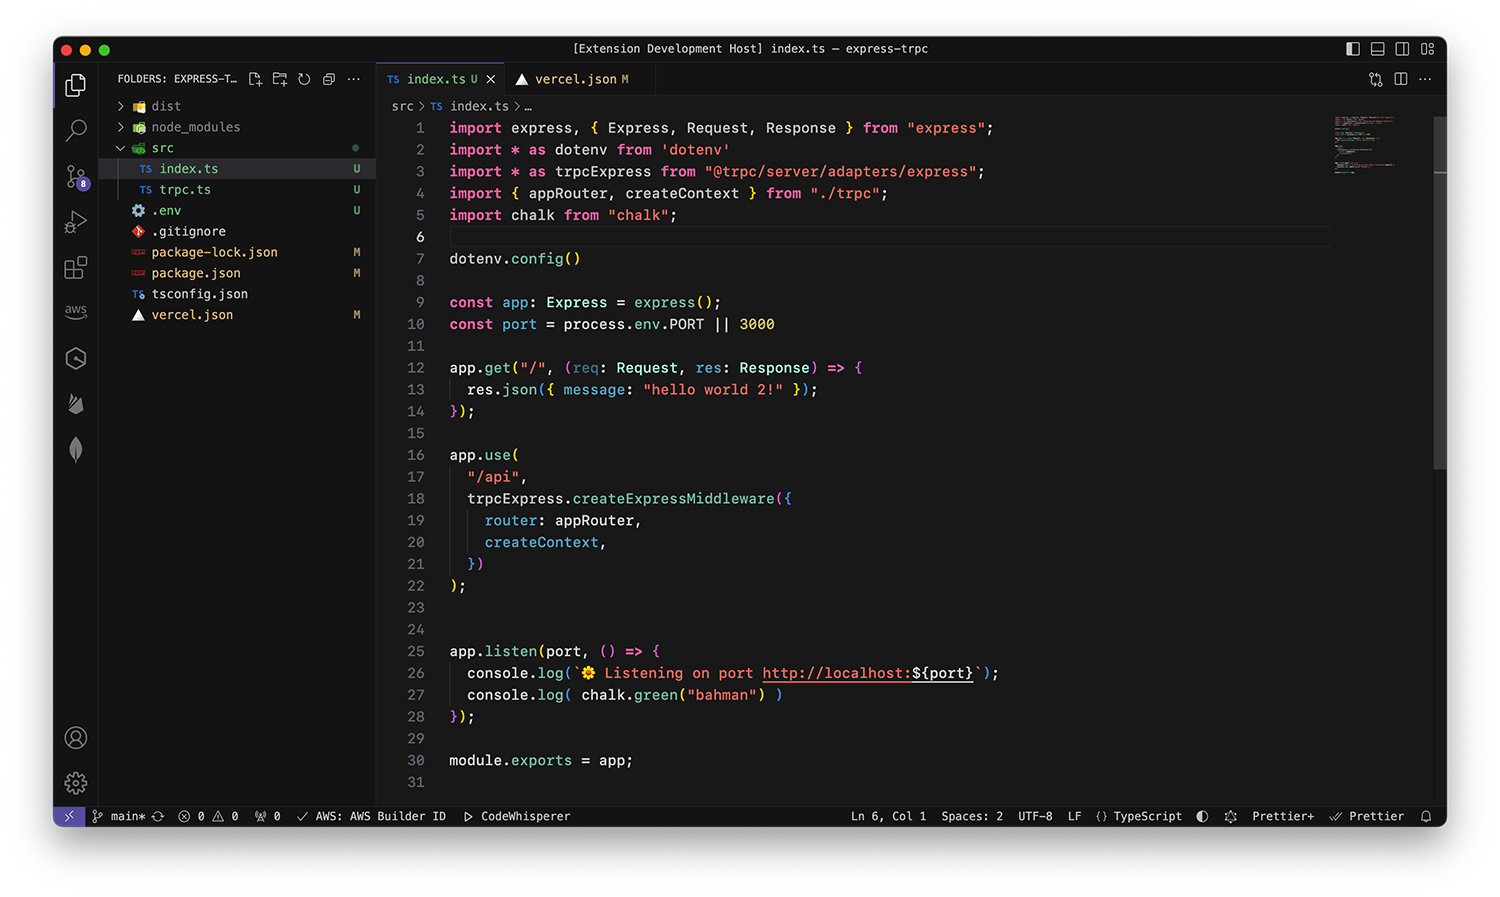 [Extension Development Host] index.ts — express-trpc
FOLDERS: EXPRESS-T...
dist
node_modules
src
TS index.ts U
TS trpc.ts U
.env U
.gitignore
package-lock.json M
package.json M
TS tsconfig.json
vercel.json M
8
aws
TS index.ts U
vercel.json M
src > TS index.ts > ...
1 import express, { Express, Request, Response } from "express";
2 import * as dotenv from 'dotenv'
3 import * as trpcExpress from "@trpc/server/adapters/express";
4 import { appRouter, createContext } from "./trpc";
5 import chalk from "chalk";
6
7 dotenv.config()
8
9 const app: Express = express();
10 const port = process.env.PORT || 3000
11
12 app.get("/", (req: Request, res: Response) => {
13 res.json({ message: "hello world 2!" });
14 });
15
16 app.use(
17 "/api",
18 trpcExpress.createExpressMiddleware({
19 router: appRouter,
20 createContext,
21 })
22 );
23
24
25 app.listen(port, () => {
26 console.log(`🌼 Listening on port http://localhost:${port}`);
27 console.log( chalk.green("bahman") )
28 });
29
30 module.exports = app;
31
main* 0 0 0 AWS: AWS Builder ID CodeWhisperer Ln 6, Col 1 Spaces: 2 UTF-8 LF {} TypeScript Prettier+ Prettier